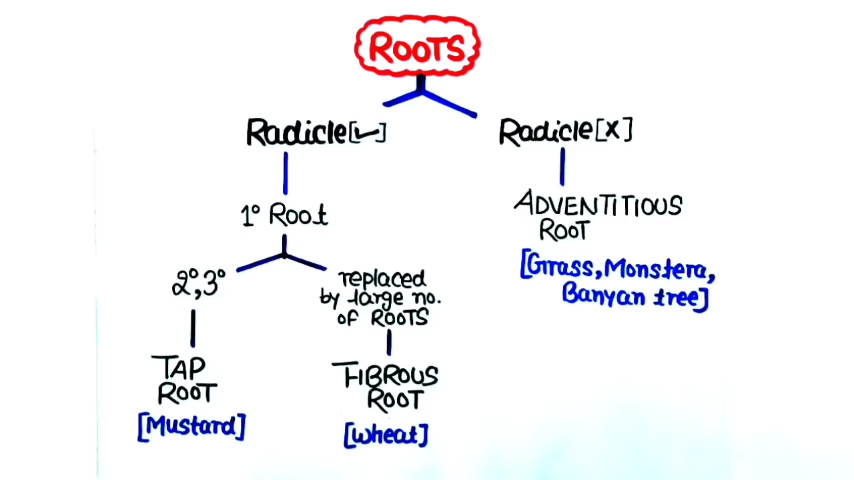 ROOTS
Radicle[✓]
Radicle[x]
1° Root
ADVENTITIOUS
ROOT
[Grass, Monstera,
Banyan tree]
2°,3°
replaced
by large no.
of ROOTS
TAP
ROOT
[Mustard]
FIBROUS
ROOT
[Wheat]